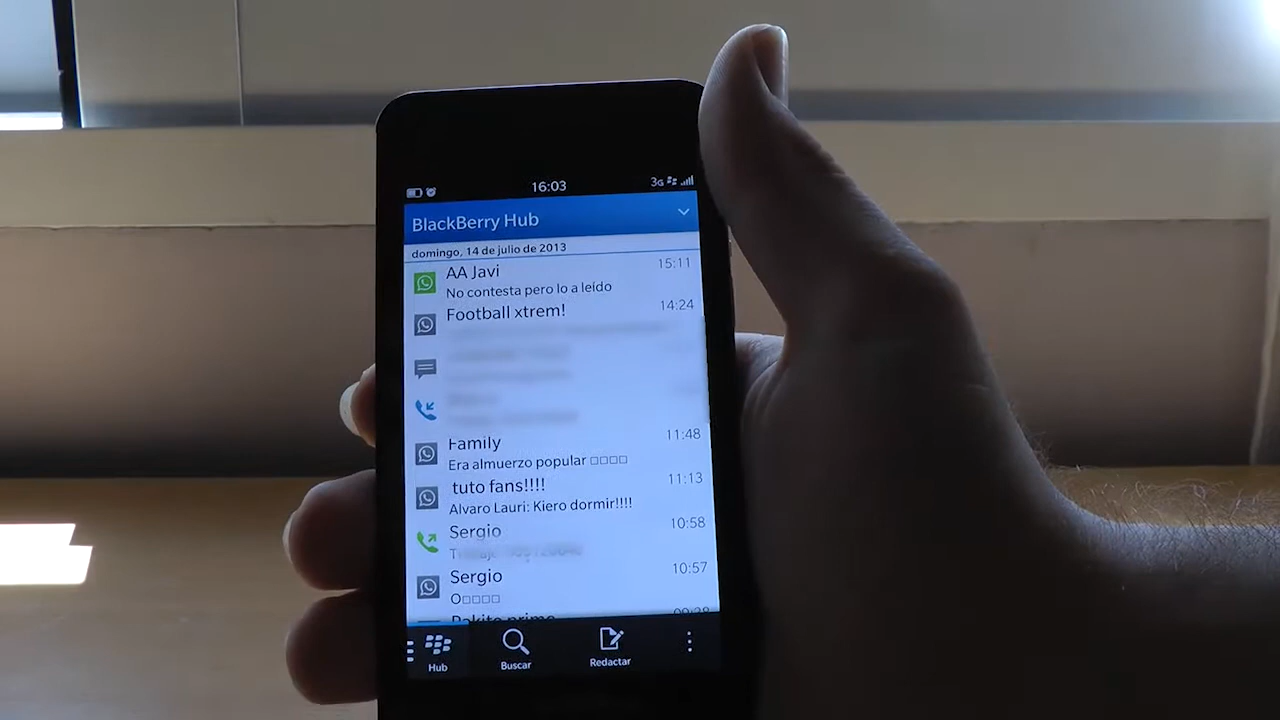 16:03
3G
BlackBerry Hub
domingo, 14 de julio de 2013
AA Javi 15:11
No contesta pero lo a leído
Football xtrem! 14:24
Family 11:48
Era almuerzo popular
tuto fans!!!! 11:13
Alvaro Lauri: Kiero dormir!!!!
Sergio 10:58
Sergio 10:57
O
Pakito primo
Hub
Buscar
Redactar